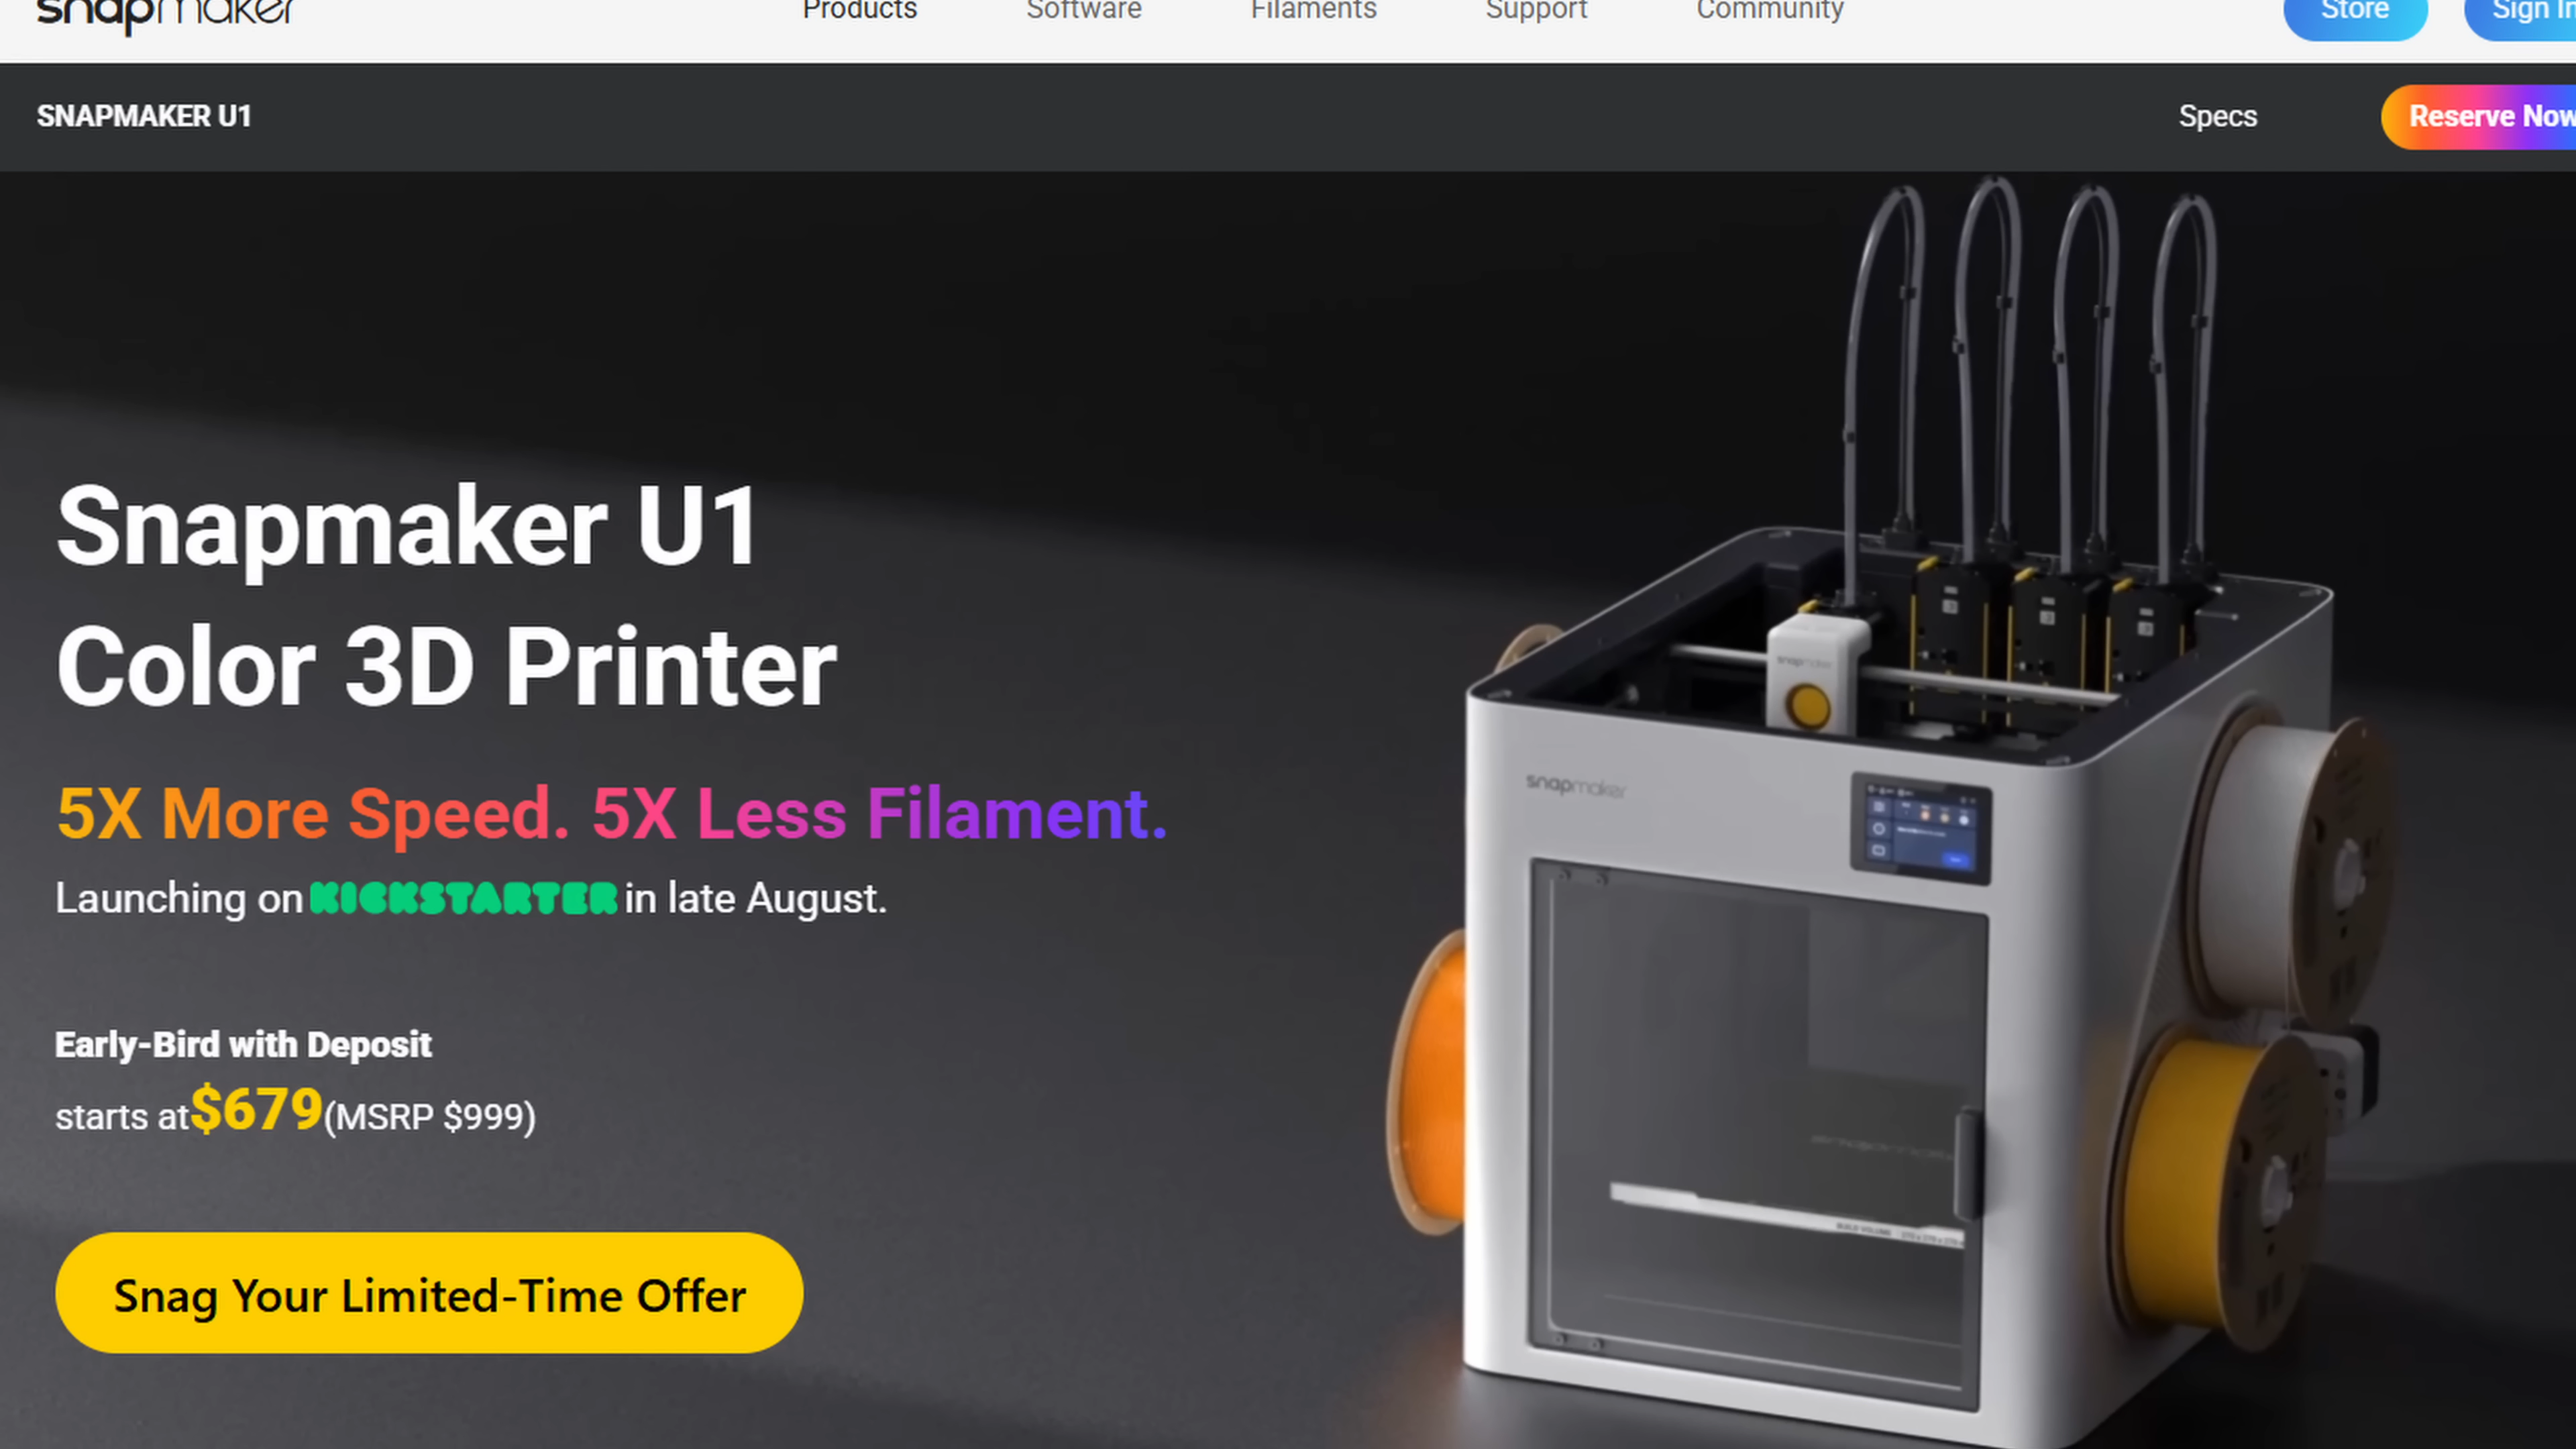 snapmaker
Products Software Filaments Support Community Store Sign In
SNAPMAKER U1 Specs Reserve Now
Snapmaker U1
Color 3D Printer
5X More Speed. 5X Less Filament.
Launching on KICKSTARTER in late August.
Early-Bird with Deposit
starts at $679 (MSRP $999)
Snag Your Limited-Time Offer
snapmaker
snapmaker